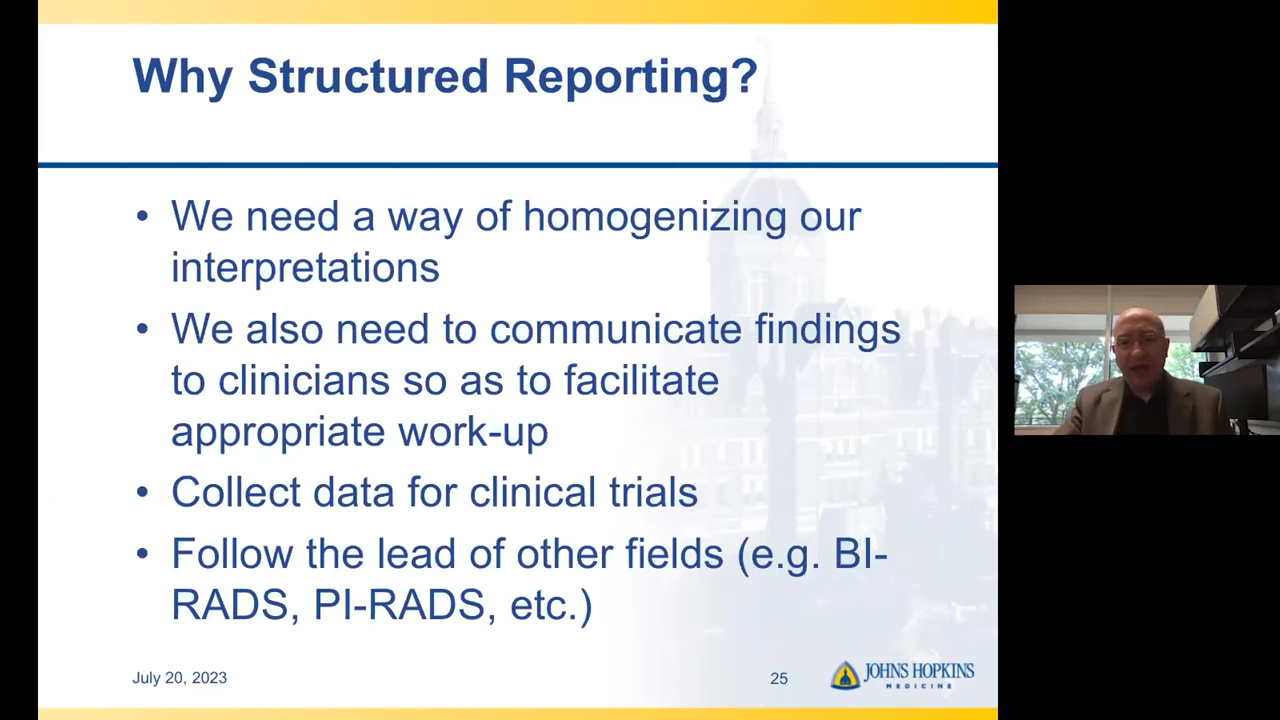 Why Structured Reporting?
• We need a way of homogenizing our
interpretations
• We also need to communicate findings
to clinicians so as to facilitate
appropriate work-up
• Collect data for clinical trials
• Follow the lead of other fields (e.g. BI-
RADS, PI-RADS, etc.)
July 20, 2023
25
JOHNS HOPKINS
MEDICINE